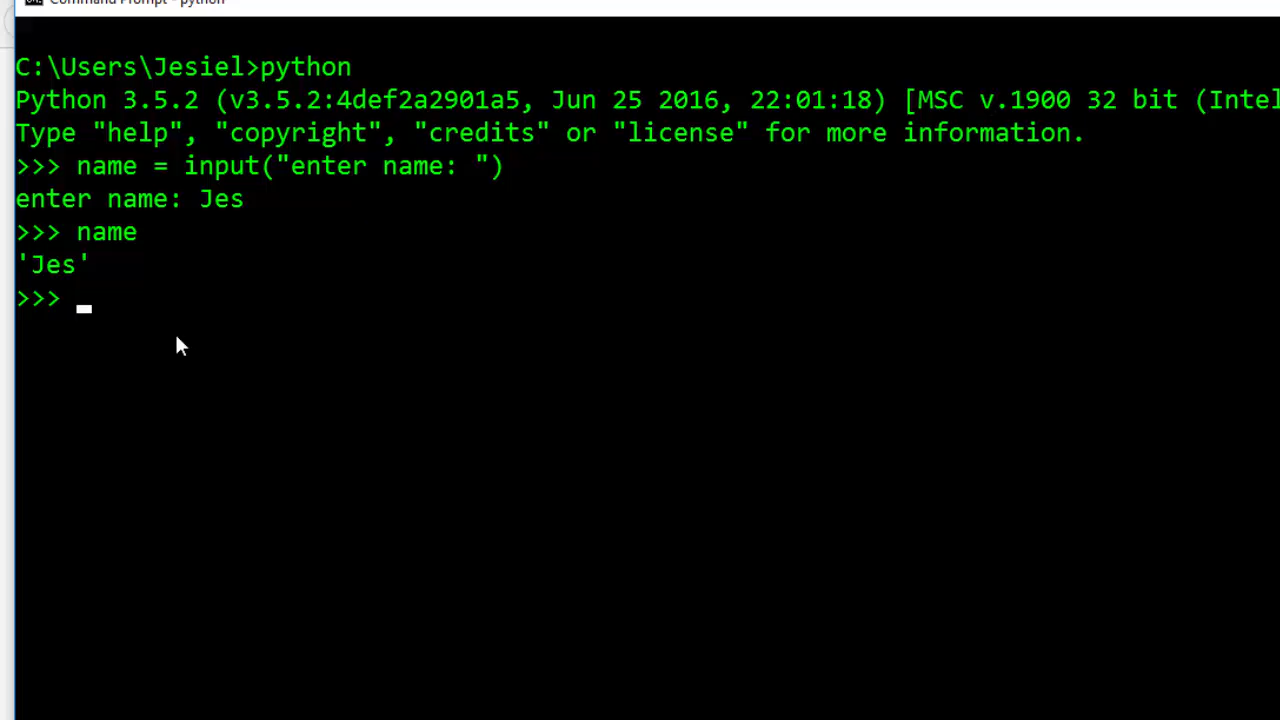 Command Prompt - python
C:\Users\Jesiel>python
Python 3.5.2 (v3.5.2:4def2a2901a5, Jun 25 2016, 22:01:18) [MSC v.1900 32 bit (Intel
Type "help", "copyright", "credits" or "license" for more information.
>>> name = input("enter name: ")
enter name: Jes
>>> name
'Jes'
>>>